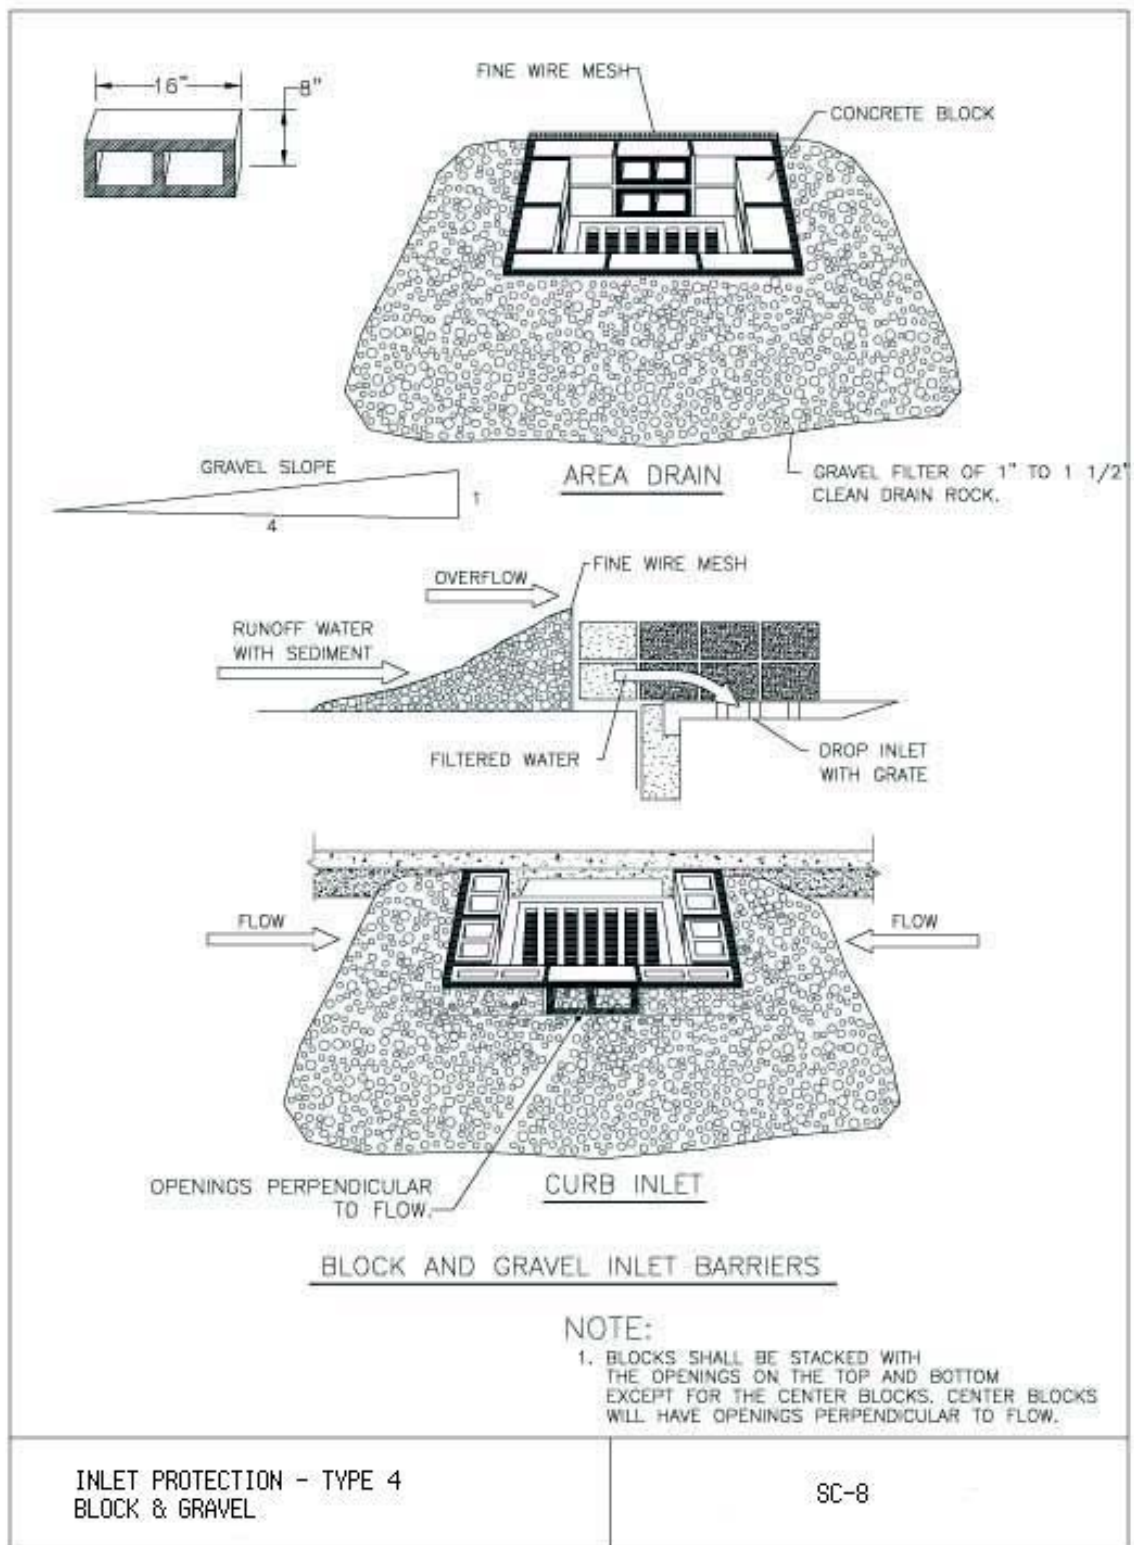 16"
8"
FINE WIRE MESH
CONCRETE BLOCK
GRAVEL SLOPE
1
4
AREA DRAIN
GRAVEL FILTER OF 1" TO 1 1/2"
CLEAN DRAIN ROCK.
OVERFLOW
FINE WIRE MESH
RUNOFF WATER
WITH SEDIMENT
FILTERED WATER
DROP INLET
WITH GRATE
FLOW
FLOW
OPENINGS PERPENDICULAR
TO FLOW.
CURB INLET
BLOCK AND GRAVEL INLET BARRIERS
NOTE:
1. BLOCKS SHALL BE STACKED WITH
THE OPENINGS ON THE TOP AND BOTTOM
EXCEPT FOR THE CENTER BLOCKS. CENTER BLOCKS
WILL HAVE OPENINGS PERPENDICULAR TO FLOW.
INLET PROTECTION - TYPE 4
BLOCK & GRAVEL
SC-8